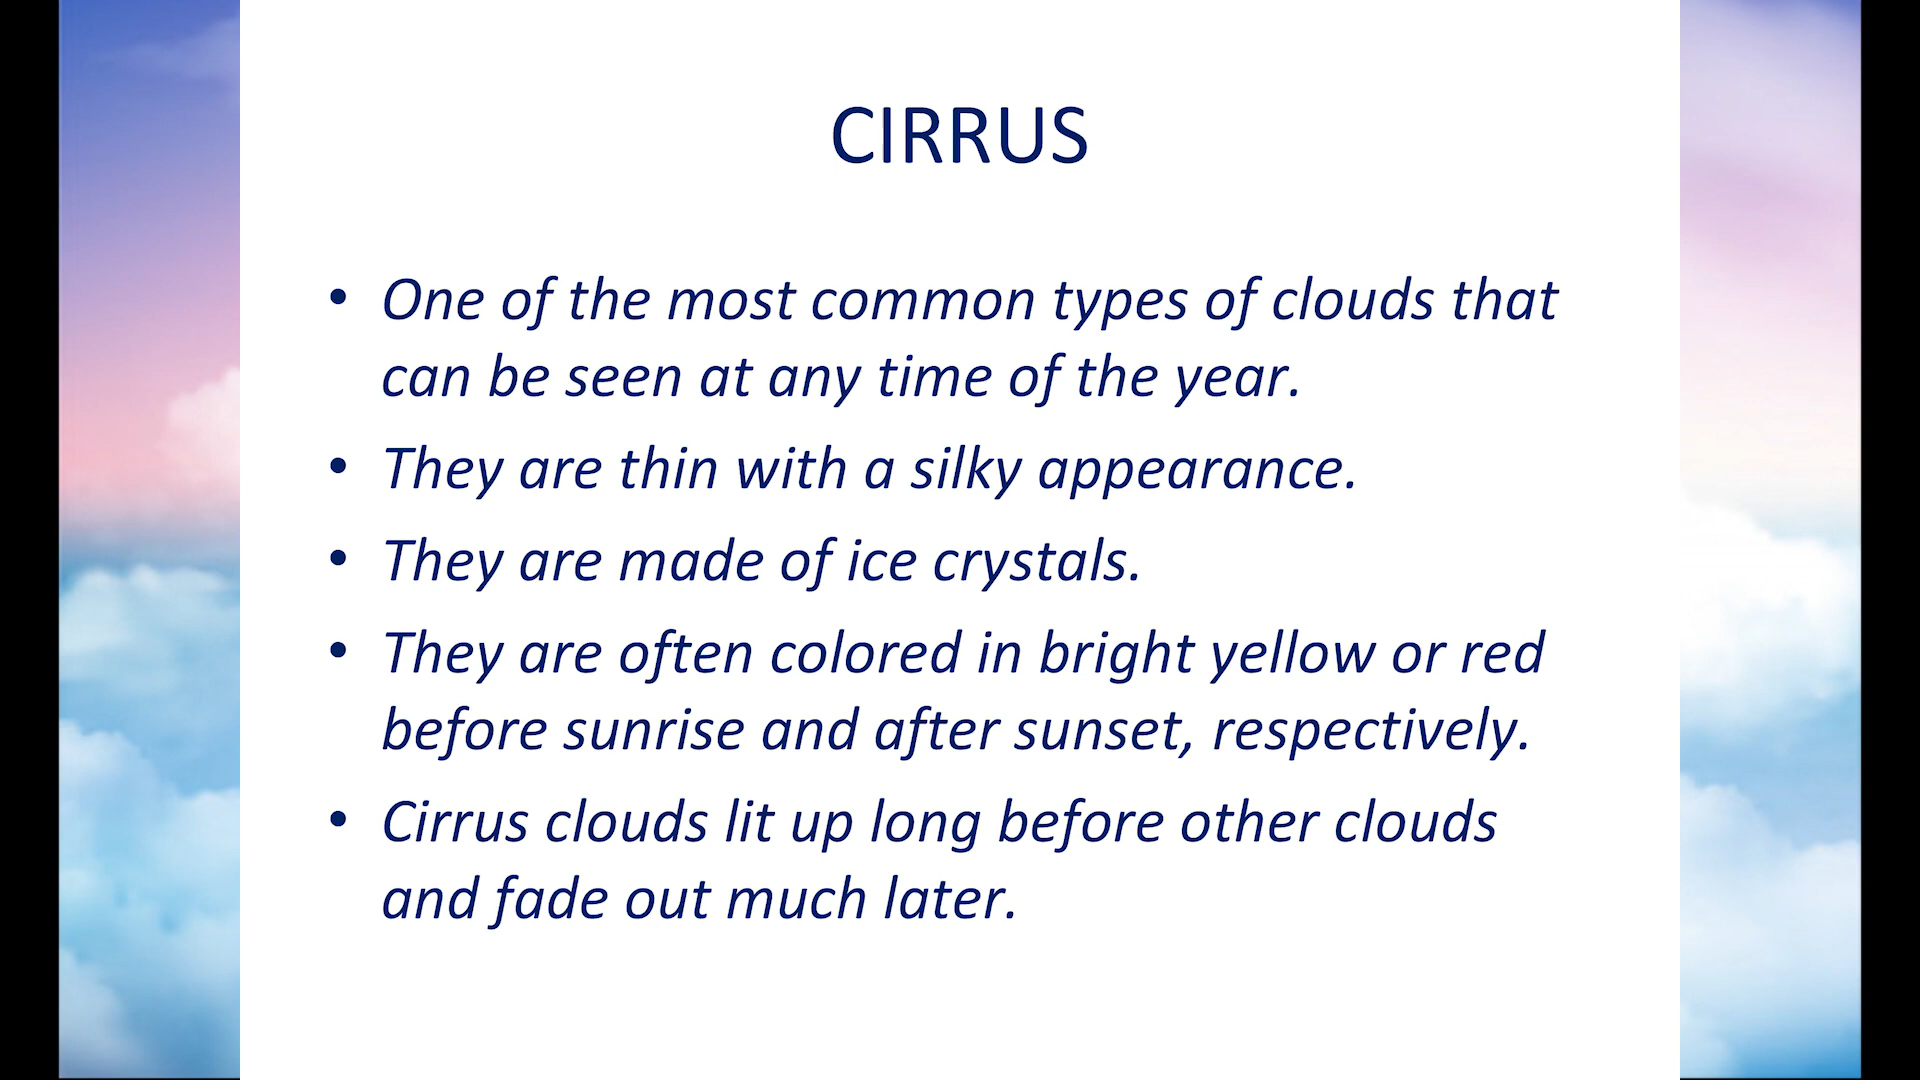 CIRRUS
• One of the most common types of clouds that
can be seen at any time of the year.
• They are thin with a silky appearance.
• They are made of ice crystals.
• They are often colored in bright yellow or red
before sunrise and after sunset, respectively.
• Cirrus clouds lit up long before other clouds
and fade out much later.